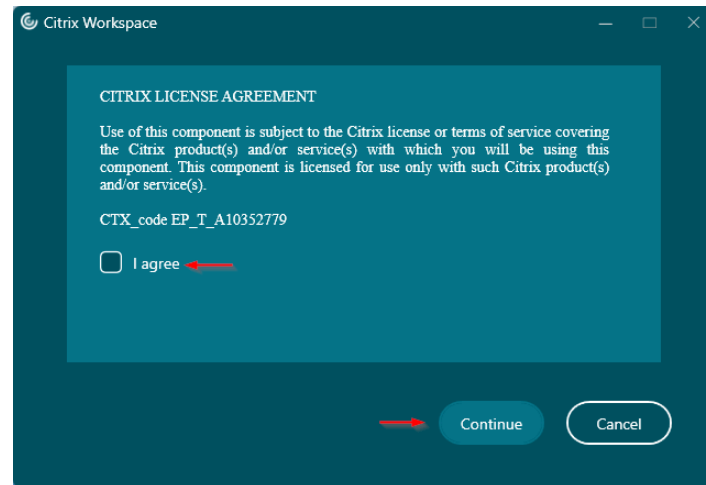 Citrix Workspace
CITRIX LICENSE AGREEMENT
Use of this component is subject to the Citrix license or terms of service covering
the Citrix product(s) and/or service(s) with which you will be using this
component. This component is licensed for use only with such Citrix product(s)
and/or service(s).
CTX_code EP_T_A10352779
I agree
Continue
Cancel